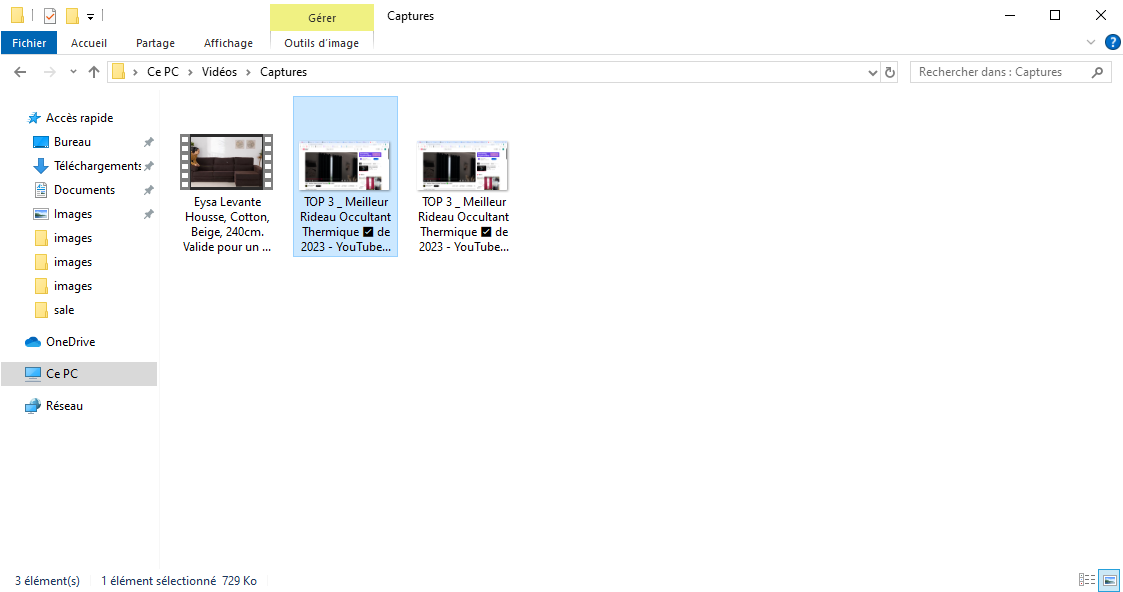 Gérer
Captures
Fichier
Accueil
Partage
Affichage
Outils d'image
?
Ce PC > Vidéos > Captures
Rechercher dans : Captures
Accès rapide
Bureau
Téléchargements
Documents
Images
images
images
images
sale
OneDrive
Ce PC
Réseau
Eysa Levante
Housse, Cotton,
Beige, 240cm.
Valide pour un ...
TOP 3 _ Meilleur
Rideau Occultant
Thermique ✅ de
2023 - YouTube...
TOP 3 _ Meilleur
Rideau Occultant
Thermique ✅ de
2023 - YouTube...
3 élément(s)
1 élément sélectionné 729 Ko